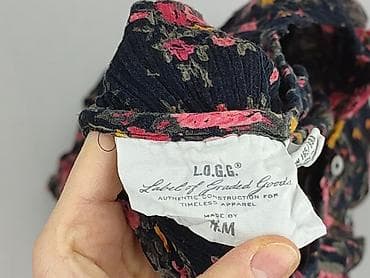 L.O.G.G.®
Label of Graded Goods
AUTHENTIC CONSTRUCTION FOR
TIMELESS APPAREL
MADE BY
H&M